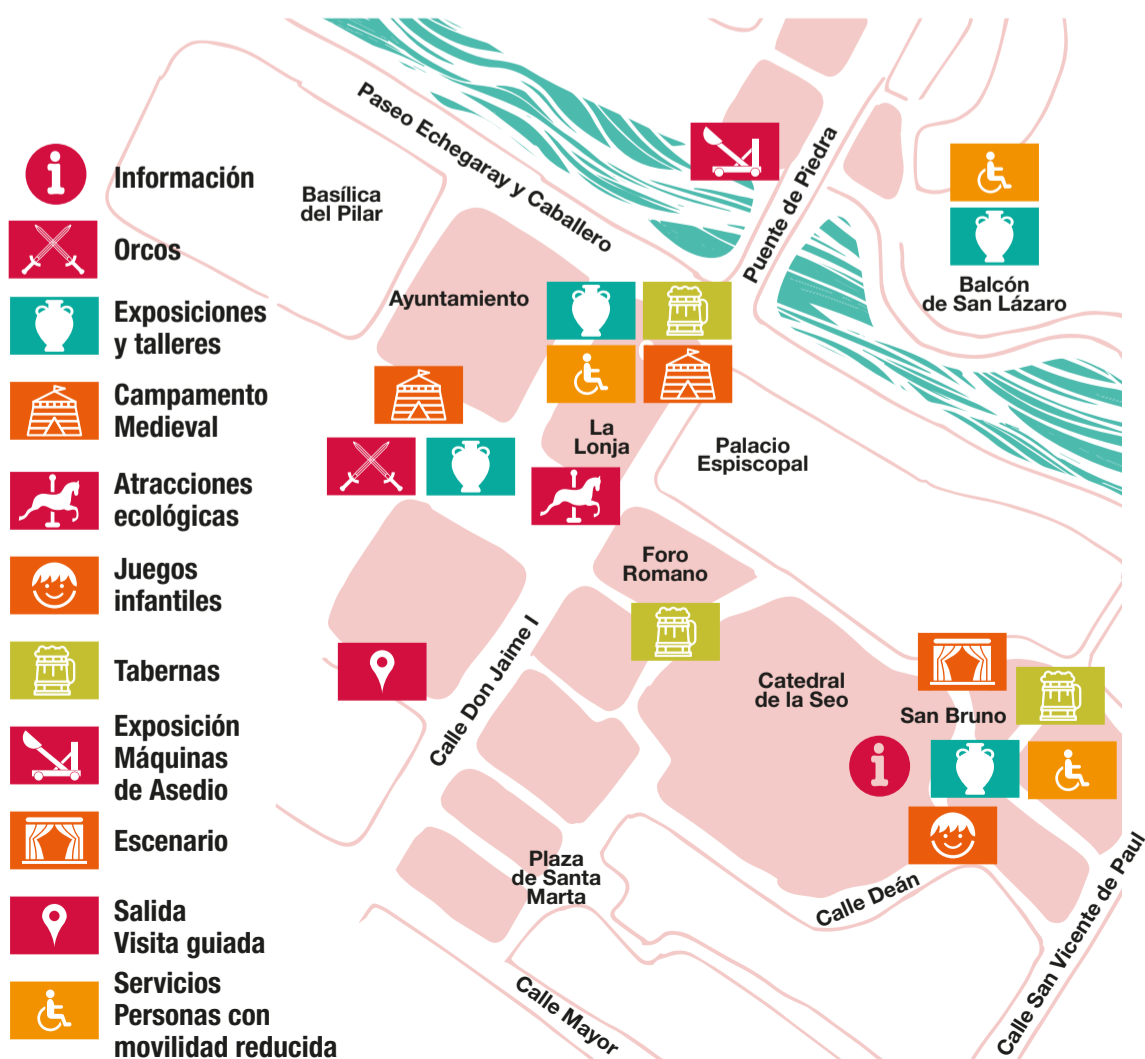 Información
Orcos
Exposiciones
y talleres
Campamento
Medieval
Atracciones
ecológicas
Juegos
infantiles
Tabernas
Exposición
Máquinas
de Asedio
Escenario
Salida
Visita guiada
Servicios
Personas con
movilidad reducida
Paseo Echegaray y Caballero
Puente de Piedra
Basílica
del Pilar
Balcón
de San Lázaro
Ayuntamiento
La
Lonja
Palacio
Espiscopal
Foro
Romano
Calle Don Jaime I
Catedral
de la Seo
San Bruno
Plaza
de Santa
Marta
Calle Deán
Calle San Vicente de Paul
Calle Mayor